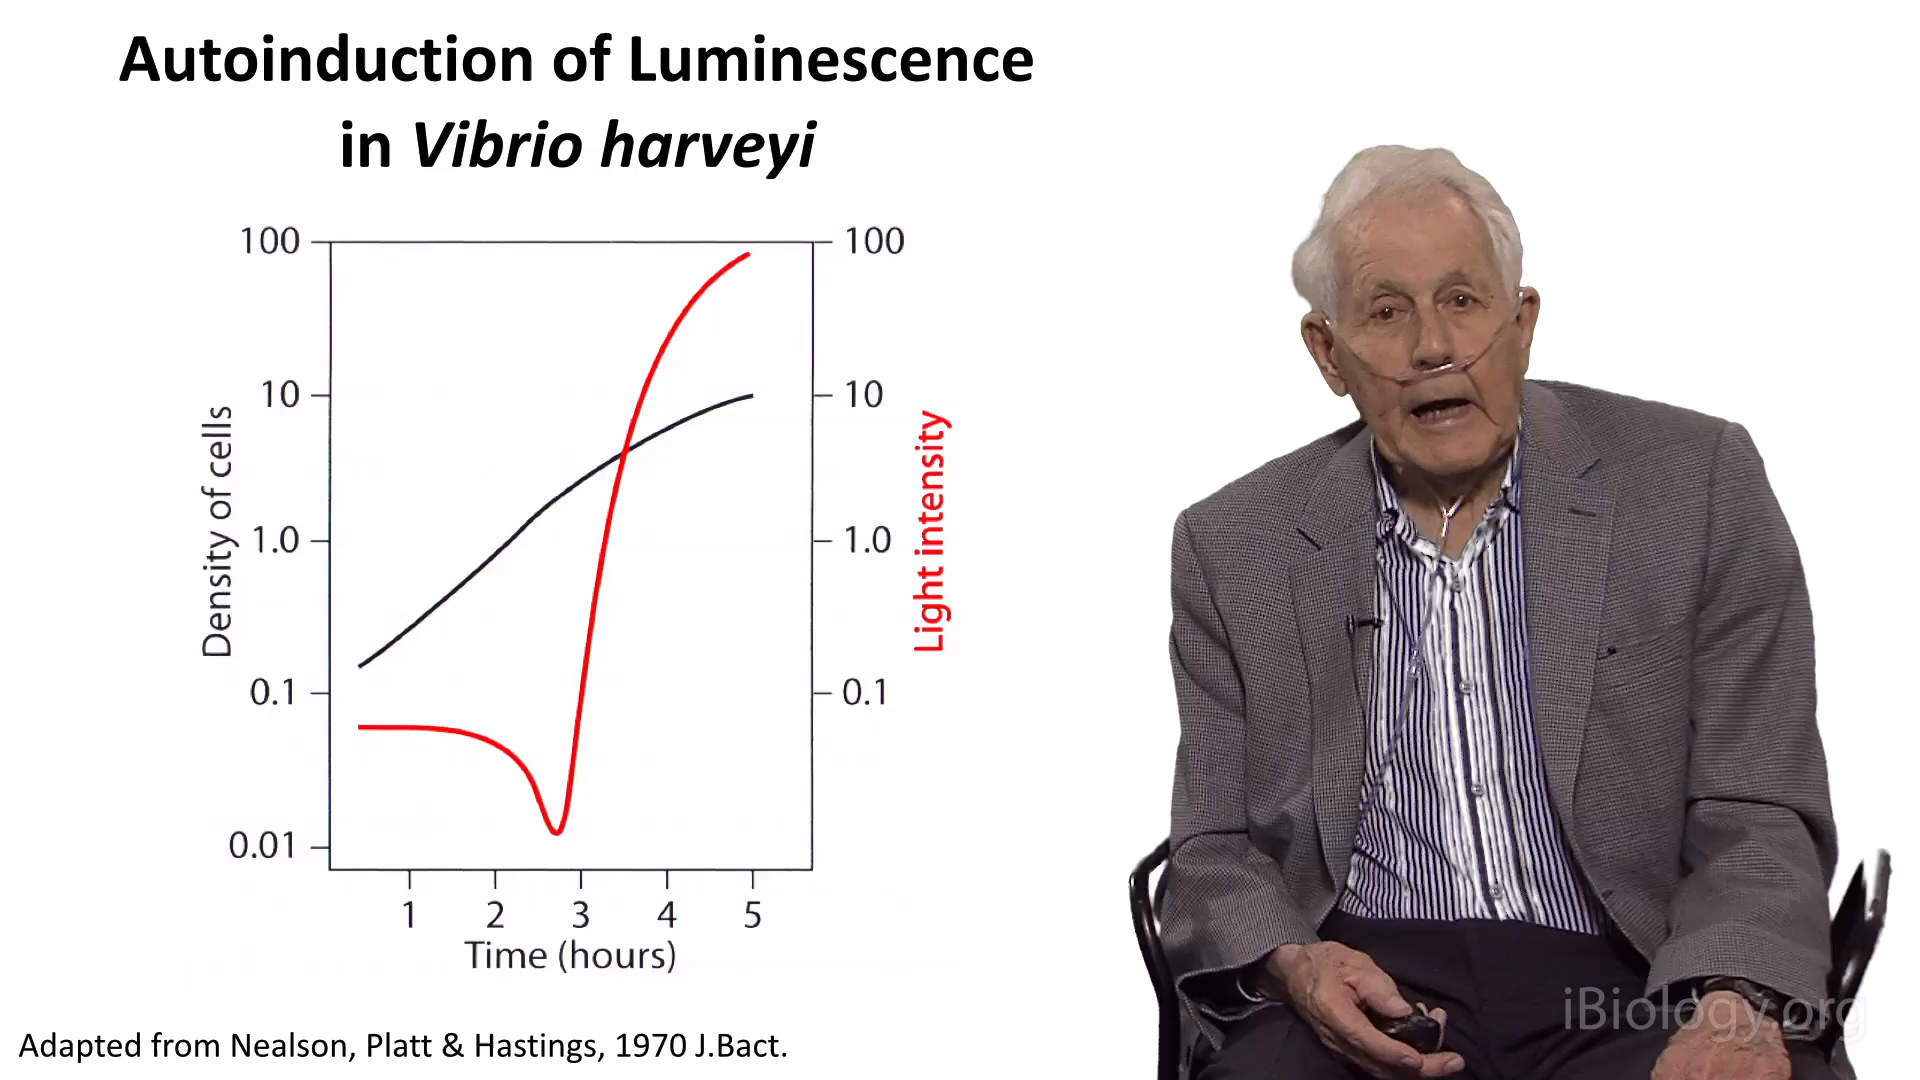 Autoinduction of Luminescence
in Vibrio harveyi
100
10
1.0
0.1
0.01
Density of cells
100
10
1.0
0.1
Light intensity
1 2 3 4 5
Time (hours)
Adapted from Nealson, Platt & Hastings, 1970 J.Bact.
iBiology.org